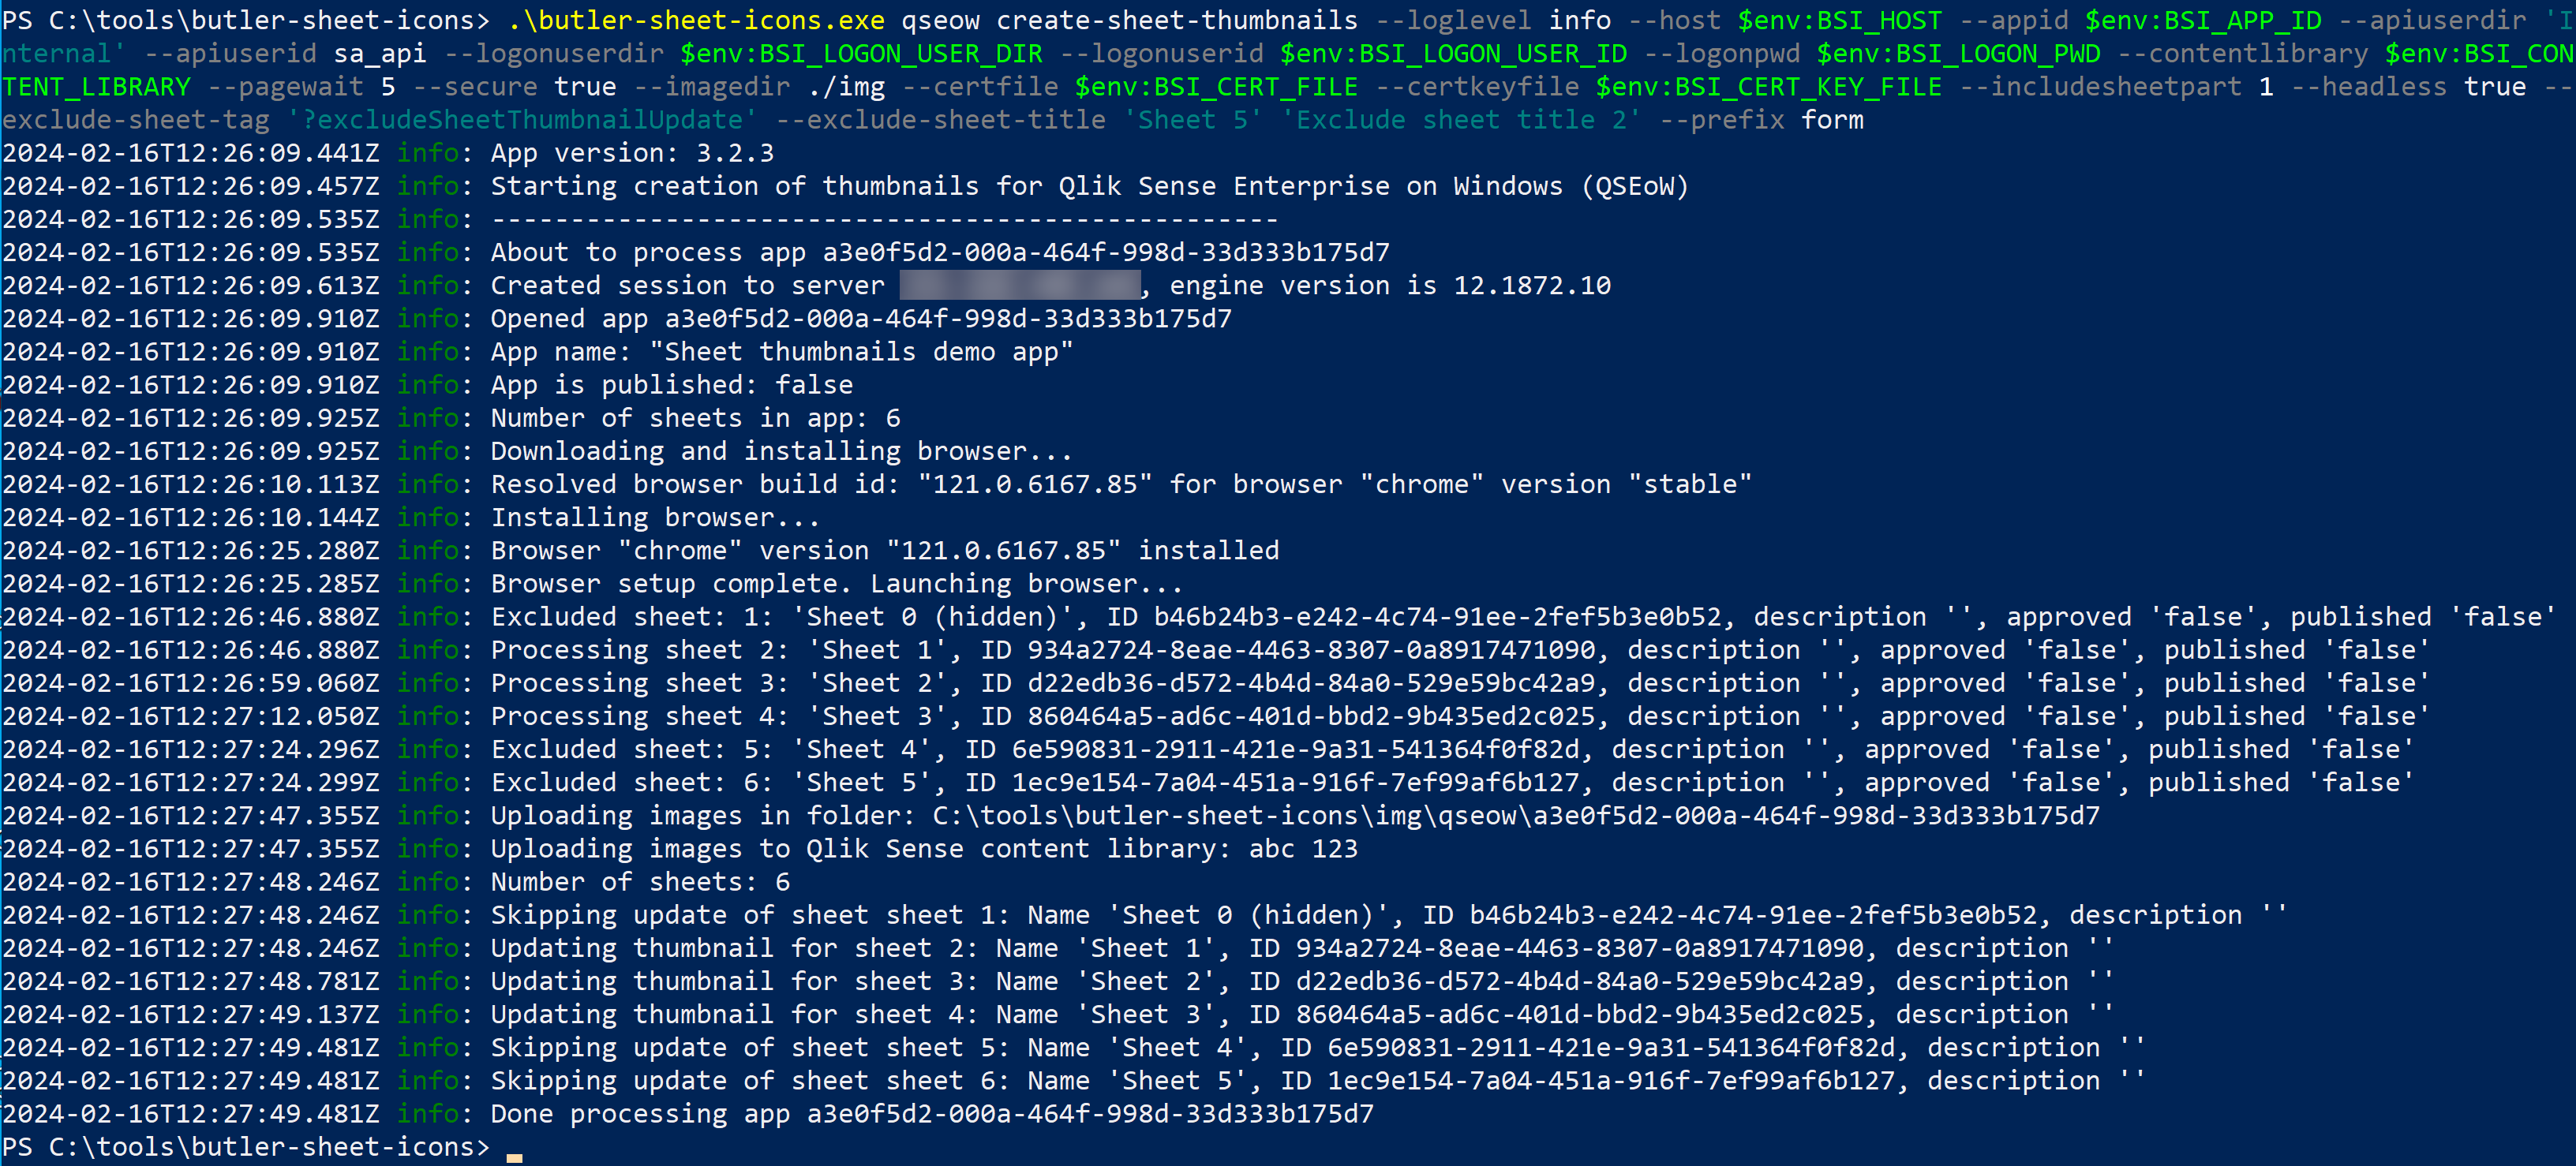 PS C:\tools\butler-sheet-icons> .\butler-sheet-icons.exe qseow create-sheet-thumbnails --loglevel info --host $env:BSI_HOST --appid $env:BSI_APP_ID --apiuserdir 'I
nternal' --apiuserid sa_api --logonuserdir $env:BSI_LOGON_USER_DIR --logonuserid $env:BSI_LOGON_USER_ID --logonpwd $env:BSI_LOGON_PWD --contentlibrary $env:BSI_CON
TENT_LIBRARY --pagewait 5 --secure true --imagedir ./img --certfile $env:BSI_CERT_FILE --certkeyfile $env:BSI_CERT_KEY_FILE --includesheetpart 1 --headless true --
exclude-sheet-tag '?excludeSheetThumbnailUpdate' --exclude-sheet-title 'Sheet 5' 'Exclude sheet title 2' --prefix form
2024-02-16T12:26:09.441Z info: App version: 3.2.3
2024-02-16T12:26:09.457Z info: Starting creation of thumbnails for Qlik Sense Enterprise on Windows (QSEoW)
2024-02-16T12:26:09.535Z info: --------------------------------------------------
2024-02-16T12:26:09.535Z info: About to process app a3e0f5d2-000a-464f-998d-33d333b175d7
2024-02-16T12:26:09.613Z info: Created session to server , engine version is 12.1872.10
2024-02-16T12:26:09.910Z info: Opened app a3e0f5d2-000a-464f-998d-33d333b175d7
2024-02-16T12:26:09.910Z info: App name: "Sheet thumbnails demo app"
2024-02-16T12:26:09.910Z info: App is published: false
2024-02-16T12:26:09.925Z info: Number of sheets in app: 6
2024-02-16T12:26:09.925Z info: Downloading and installing browser...
2024-02-16T12:26:10.113Z info: Resolved browser build id: "121.0.6167.85" for browser "chrome" version "stable"
2024-02-16T12:26:10.144Z info: Installing browser...
2024-02-16T12:26:25.280Z info: Browser "chrome" version "121.0.6167.85" installed
2024-02-16T12:26:25.285Z info: Browser setup complete. Launching browser...
2024-02-16T12:26:46.880Z info: Excluded sheet: 1: 'Sheet 0 (hidden)', ID b46b24b3-e242-4c74-91ee-2fef5b3e0b52, description '', approved 'false', published 'false'
2024-02-16T12:26:46.880Z info: Processing sheet 2: 'Sheet 1', ID 934a2724-8eae-4463-8307-0a8917471090, description '', approved 'false', published 'false'
2024-02-16T12:26:59.060Z info: Processing sheet 3: 'Sheet 2', ID d22edb36-d572-4b4d-84a0-529e59bc42a9, description '', approved 'false', published 'false'
2024-02-16T12:27:12.050Z info: Processing sheet 4: 'Sheet 3', ID 860464a5-ad6c-401d-bbd2-9b435ed2c025, description '', approved 'false', published 'false'
2024-02-16T12:27:24.296Z info: Excluded sheet: 5: 'Sheet 4', ID 6e590831-2911-421e-9a31-541364f0f82d, description '', approved 'false', published 'false'
2024-02-16T12:27:24.299Z info: Excluded sheet: 6: 'Sheet 5', ID 1ec9e154-7a04-451a-916f-7ef99af6b127, description '', approved 'false', published 'false'
2024-02-16T12:27:47.355Z info: Uploading images in folder: C:\tools\butler-sheet-icons\img\qseow\a3e0f5d2-000a-464f-998d-33d333b175d7
2024-02-16T12:27:47.355Z info: Uploading images to Qlik Sense content library: abc 123
2024-02-16T12:27:48.246Z info: Number of sheets: 6
2024-02-16T12:27:48.246Z info: Skipping update of sheet sheet 1: Name 'Sheet 0 (hidden)', ID b46b24b3-e242-4c74-91ee-2fef5b3e0b52, description ''
2024-02-16T12:27:48.246Z info: Updating thumbnail for sheet 2: Name 'Sheet 1', ID 934a2724-8eae-4463-8307-0a8917471090, description ''
2024-02-16T12:27:48.781Z info: Updating thumbnail for sheet 3: Name 'Sheet 2', ID d22edb36-d572-4b4d-84a0-529e59bc42a9, description ''
2024-02-16T12:27:49.137Z info: Updating thumbnail for sheet 4: Name 'Sheet 3', ID 860464a5-ad6c-401d-bbd2-9b435ed2c025, description ''
2024-02-16T12:27:49.481Z info: Skipping update of sheet sheet 5: Name 'Sheet 4', ID 6e590831-2911-421e-9a31-541364f0f82d, description ''
2024-02-16T12:27:49.481Z info: Skipping update of sheet sheet 6: Name 'Sheet 5', ID 1ec9e154-7a04-451a-916f-7ef99af6b127, description ''
2024-02-16T12:27:49.481Z info: Done processing app a3e0f5d2-000a-464f-998d-33d333b175d7
PS C:\tools\butler-sheet-icons>